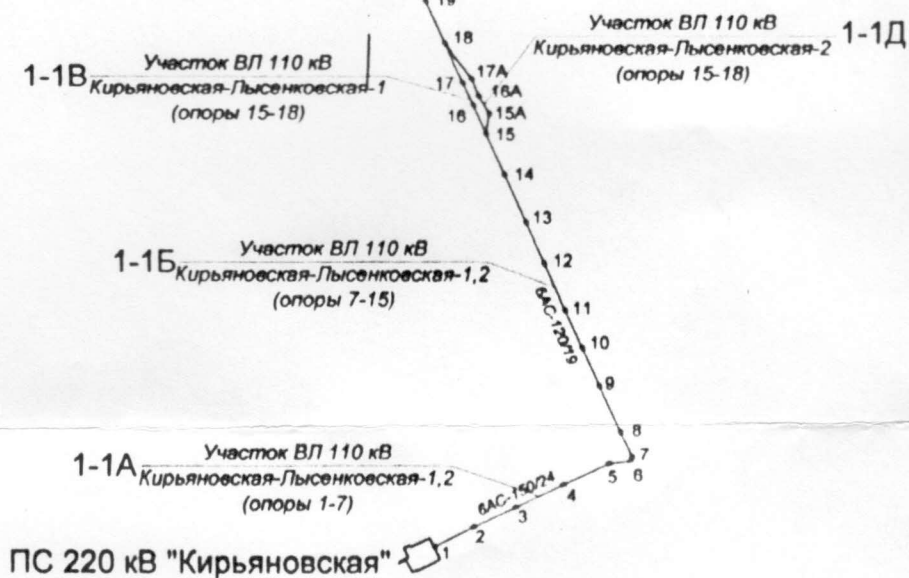 19
18
Участок ВЛ 110 кВ
Кирьяновская-Лысенковская-2
(опоры 15-18)
1-1Д
1-1В
Участок ВЛ 110 кВ
Кирьяновская-Лысенковская-1
(опоры 15-18)
17А
17
16А
16
15А
15
14
13
1-1Б
Участок ВЛ 110 кВ
Кирьяновская-Лысенковская-1,2
(опоры 7-15)
12
11
6АС-120/19
10
9
8
7
6
5
1-1А
Участок ВЛ 110 кВ
Кирьяновская-Лысенковская-1,2
(опоры 1-7)
6АС-150/24
4
3
2
1
ПС 220 кВ "Кирьяновская"